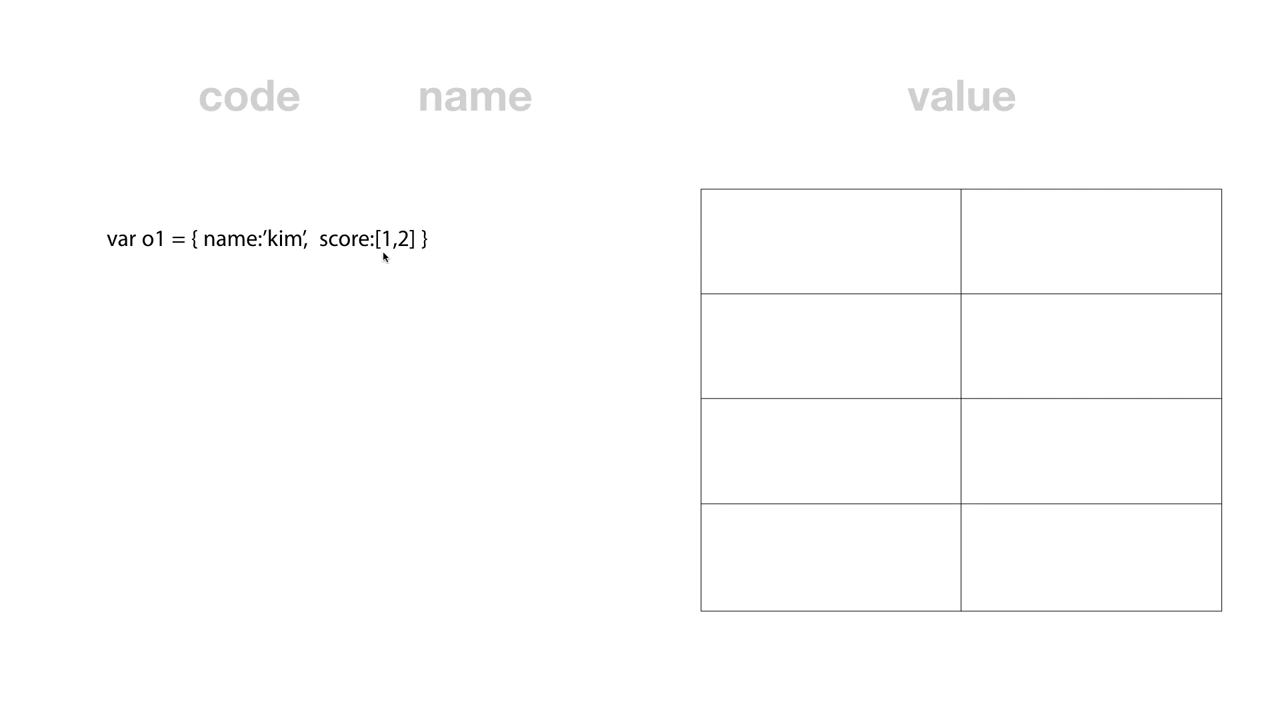 code name value
var o1 = { name:’kim’, score:[1,2] }